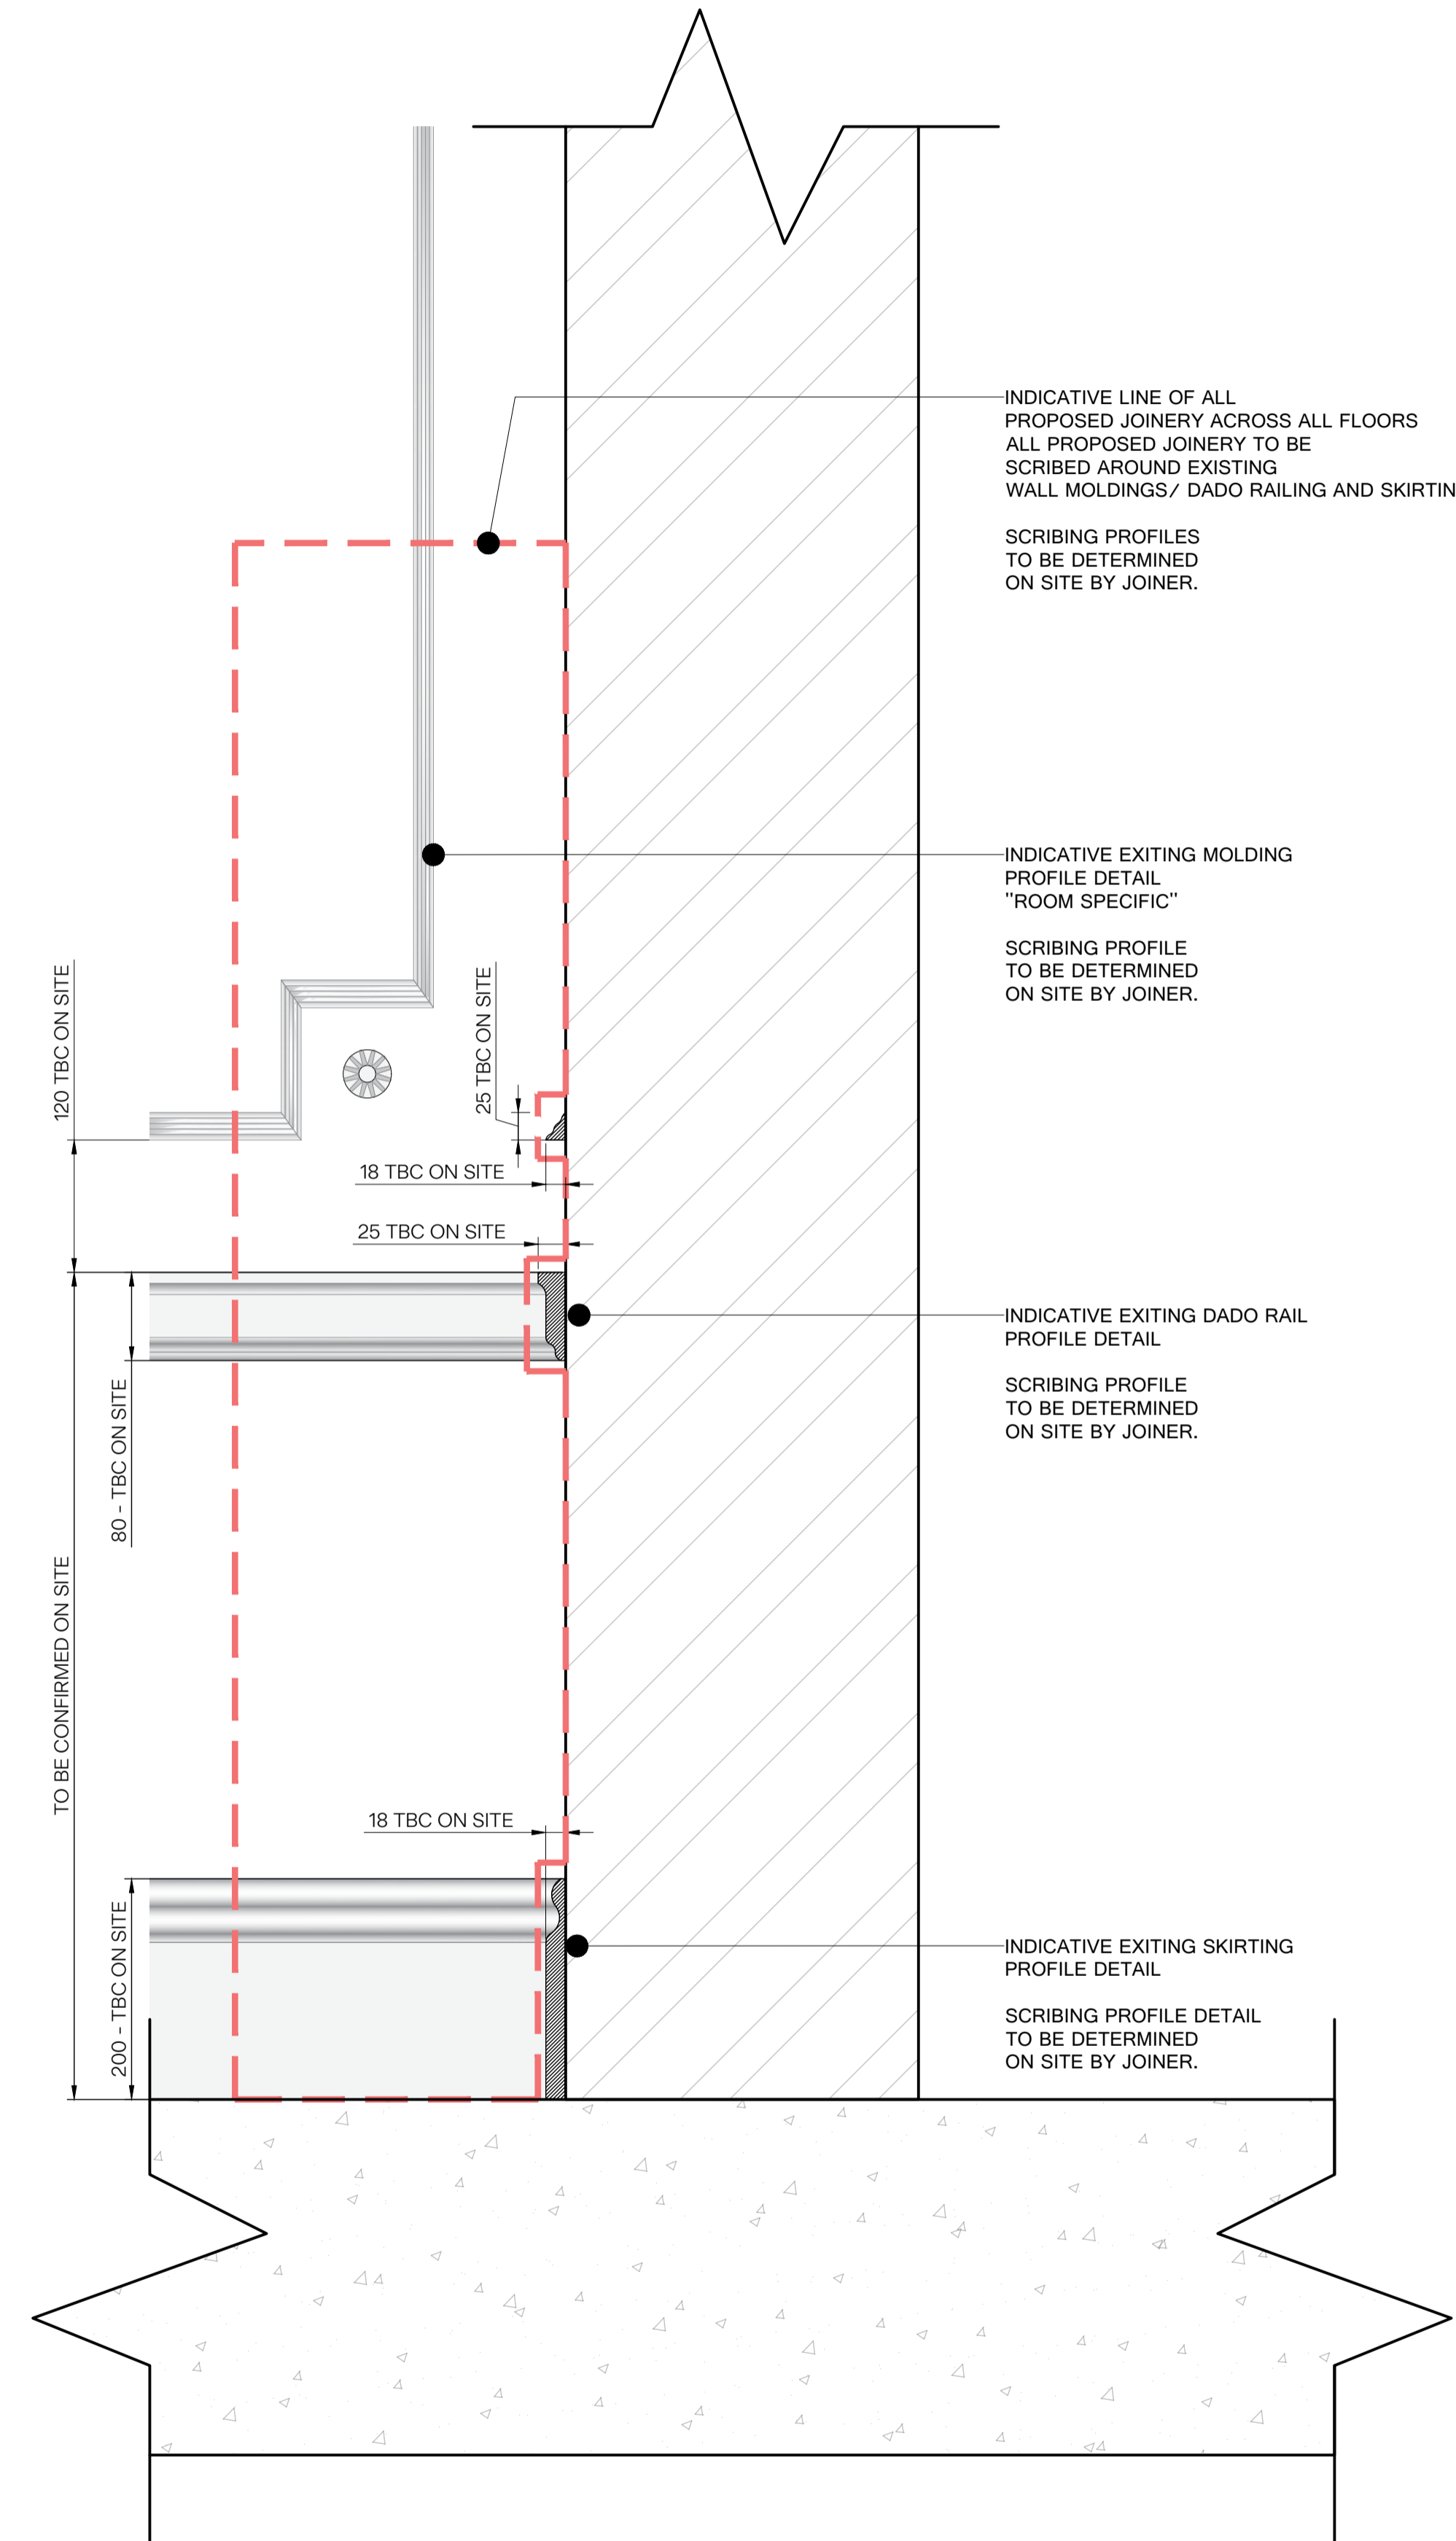 INDICATIVE LINE OF ALL
PROPOSED JOINERY ACROSS ALL FLOORS
ALL PROPOSED JOINERY TO BE
SCRIBED AROUND EXISTING
WALL MOLDINGS/ DADO RAILING AND SKIRTIN
SCRIBING PROFILES
TO BE DETERMINED
ON SITE BY JOINER.
INDICATIVE EXITING MOLDING
PROFILE DETAIL
"ROOM SPECIFIC"
SCRIBING PROFILE
TO BE DETERMINED
ON SITE BY JOINER.
120 TBC ON SITE
25 TBC ON SITE
18 TBC ON SITE
25 TBC ON SITE
INDICATIVE EXITING DADO RAIL
PROFILE DETAIL
SCRIBING PROFILE
TO BE DETERMINED
ON SITE BY JOINER.
80 - TBC ON SITE
TO BE CONFIRMED ON SITE
18 TBC ON SITE
200 - TBC ON SITE
INDICATIVE EXITING SKIRTING
PROFILE DETAIL
SCRIBING PROFILE DETAIL
TO BE DETERMINED
ON SITE BY JOINER.